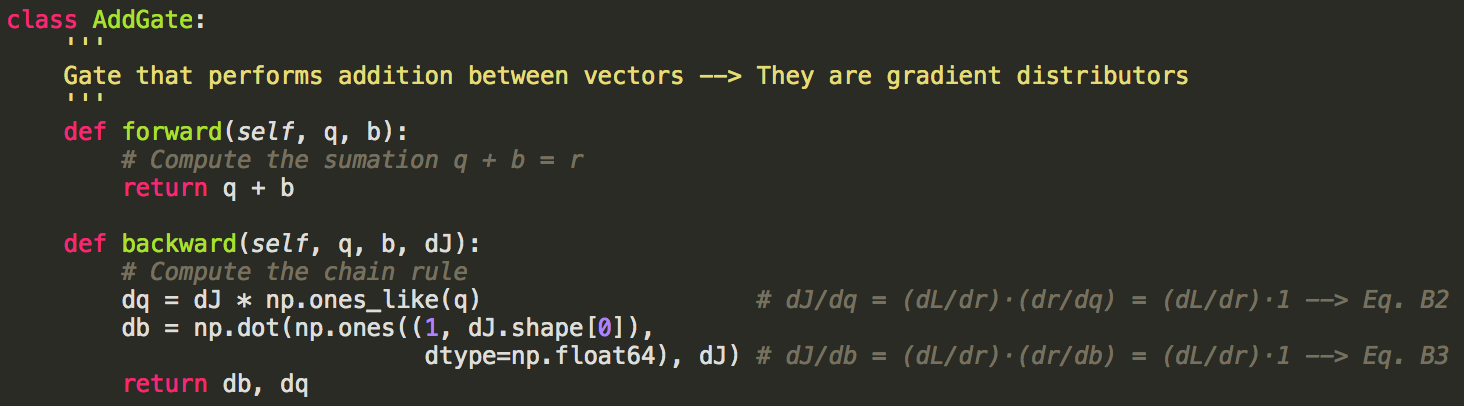 class AddGate:
    '''
    Gate that performs addition between vectors --> They are gradient distributors
    '''
    def forward(self, q, b):
        # Compute the sumation q + b = r
        return q + b

    def backward(self, q, b, dJ):
        # Compute the chain rule
        dq = dJ * np.ones_like(q)                   # dJ/dq = (dL/dr)·(dr/dq) = (dL/dr)·1 --> Eq. B2
        db = np.dot(np.ones((1, dJ.shape[0]),
                             dtype=np.float64), dJ) # dJ/db = (dL/dr)·(dr/db) = (dL/dr)·1 --> Eq. B3
        return db, dq